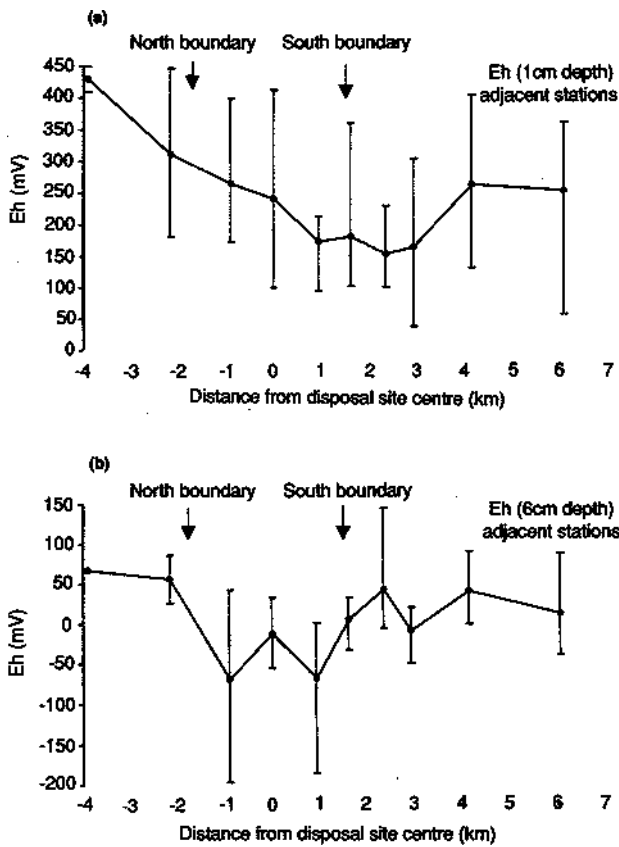 (a)
North boundary South boundary
Eh (1cm depth)
adjacent stations
450
400
350
300
250
200
150
100
50
0
Eh (mV)
-4 -3 -2 -1 0 1 2 3 4 5 6 7
Distance from disposal site centre (km)
(b)
North boundary South boundary
Eh (6cm depth)
adjacent stations
150
100
50
0
-50
-100
-150
-200
Eh (mV)
-4 -3 -2 -1 0 1 2 3 4 5 6 7
Distance from disposal site centre (km)